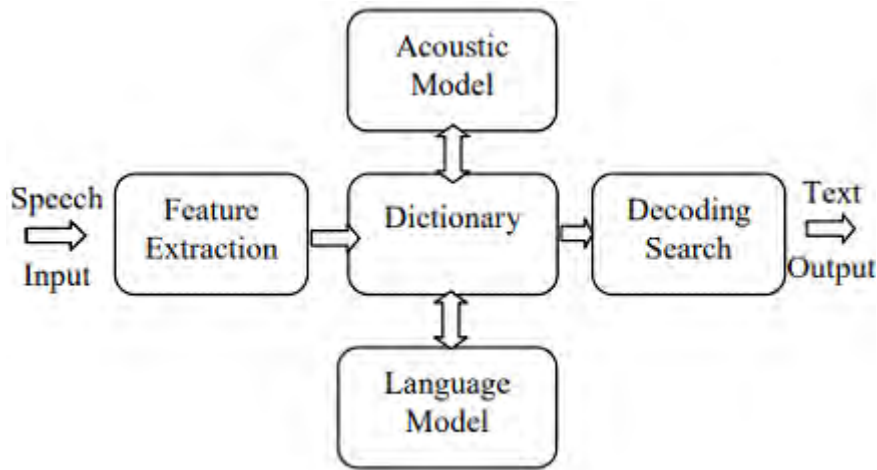 Acoustic
Model
Speech
Input
Feature
Extraction
Dictionary
Decoding
Search
Text
Output
Language
Model